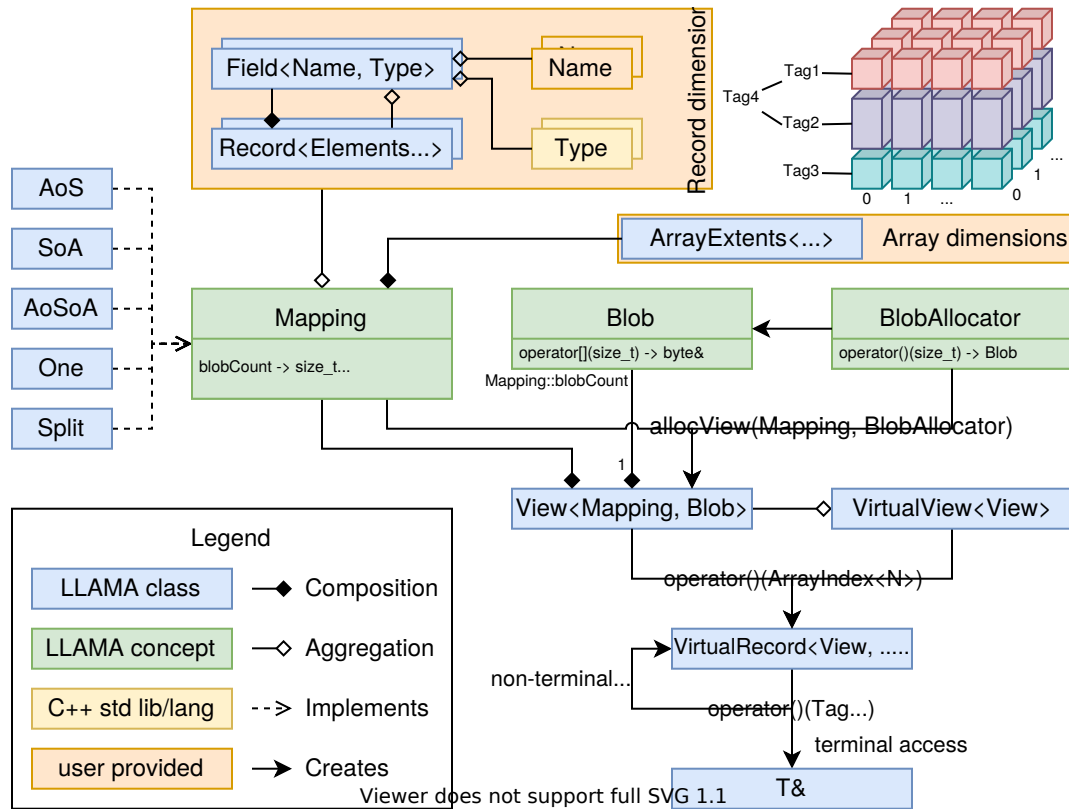 Field<Name, Type>
Name
Record<Elements...>
Type
Record dimension
Tag1
Tag4
Tag2
Tag3
0
1
...
0
1
...
AoS
SoA
AoSoA
One
Split
ArrayExtents<...>
Array dimensions
Mapping
blobCount -> size_t...
Blob
operator[](size_t) -> byte&
BlobAllocator
operator()(size_t) -> Blob
Mapping::blobCount
allocView(Mapping, BlobAllocator)
1
View<Mapping, Blob>
VirtualView<View>
operator()(ArrayIndex<N>)
VirtualRecord<View, .....
non-terminal...
operator()(Tag...)
terminal access
T&
Legend
LLAMA class
Composition
LLAMA concept
Aggregation
C++ std lib/lang
Implements
user provided
Creates
Viewer does not support full SVG 1.1